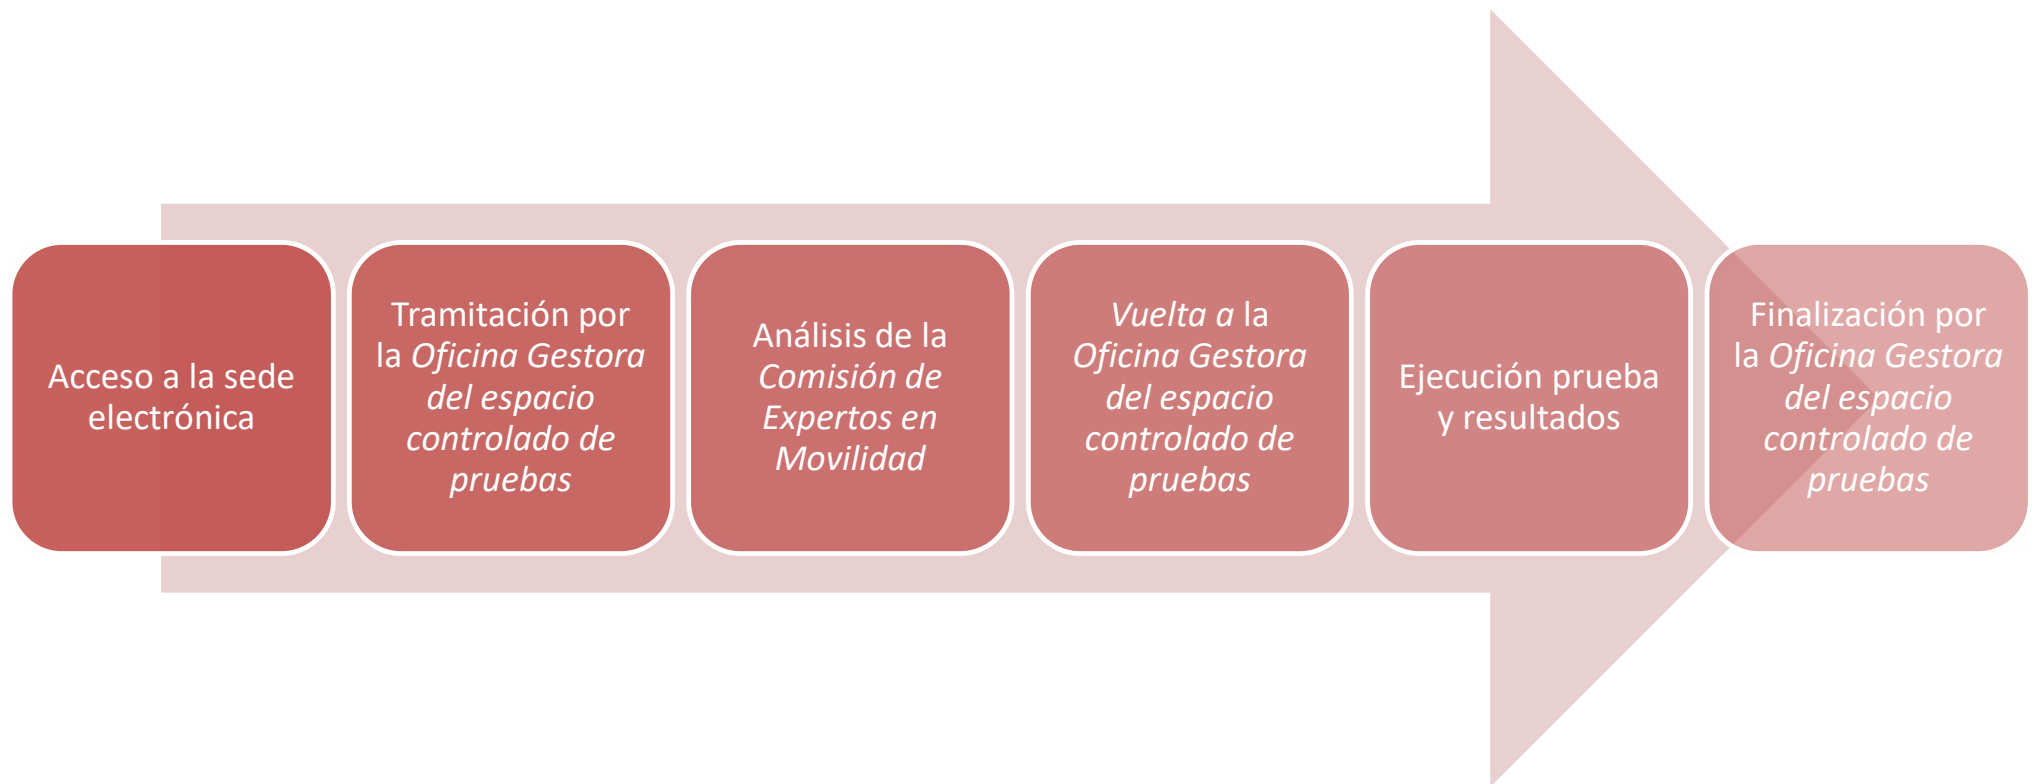 Acceso a la sede
electrónica
Tramitación por
la Oficina Gestora
del espacio
controlado de
pruebas
Análisis de la
Comisión de
Expertos en
Movilidad
Vuelta a la
Oficina Gestora
del espacio
controlado de
pruebas
Ejecución prueba
y resultados
Finalización por
la Oficina Gestora
del espacio
controlado de
pruebas